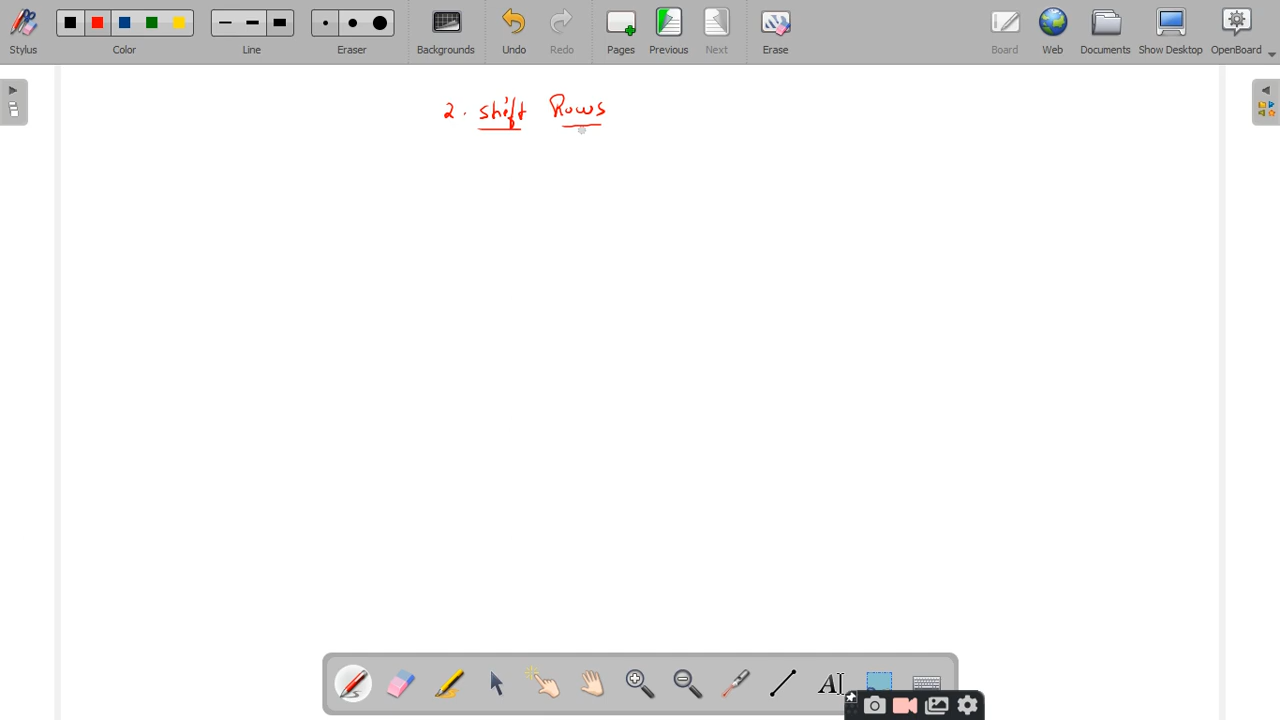 Stylus Color Line Eraser Backgrounds Undo Redo Pages Previous Next Erase Board Web Documents Show Desktop OpenBoard
2. Shift Rows
AI